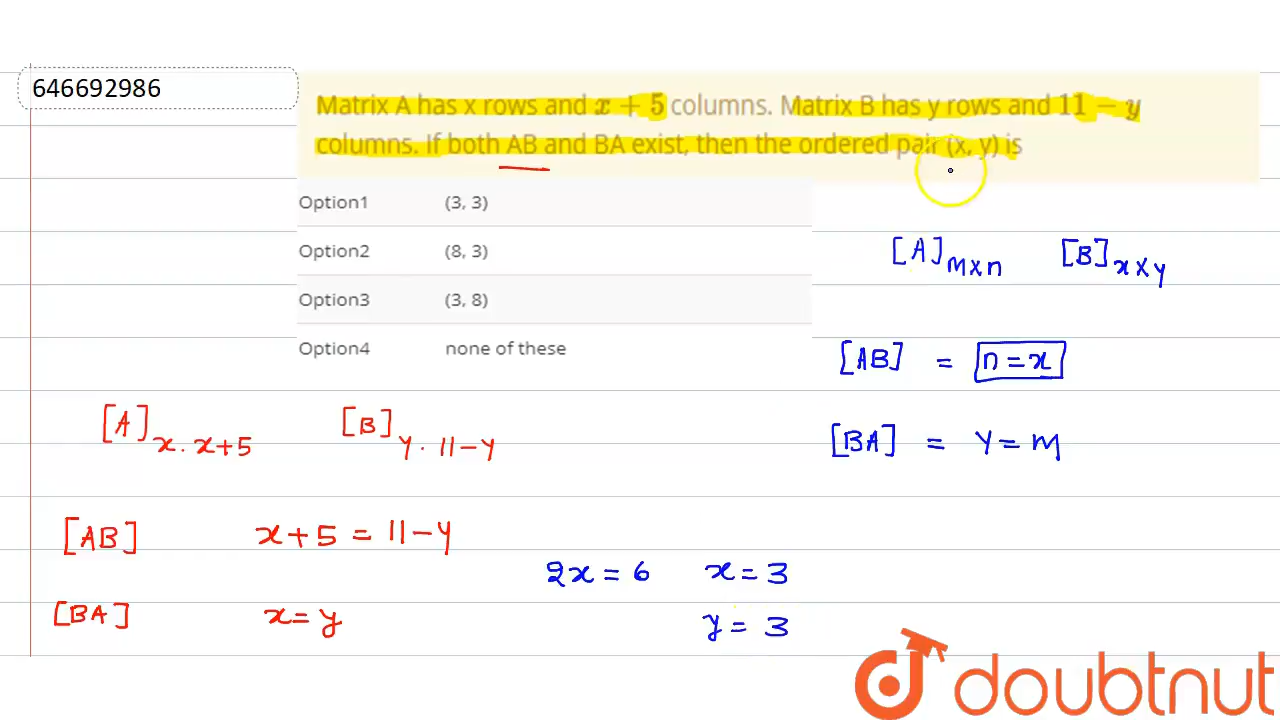 646692986
Matrix A has x rows and x + 5 columns. Matrix B has y rows and 11 − y
columns. If both AB and BA exist, then the ordered pair (x, y) is
Option1 (3, 3)
Option2 (8, 3)
Option3 (3, 8)
Option4 none of these
[A]m×n [B]x×y
[AB] = n=x
[BA] = y=m
[A]x.x+5 [B]y.11−y
[AB] x+5 = 11−y
[BA] x=y
2x=6 x=3
y=3
doubtnut